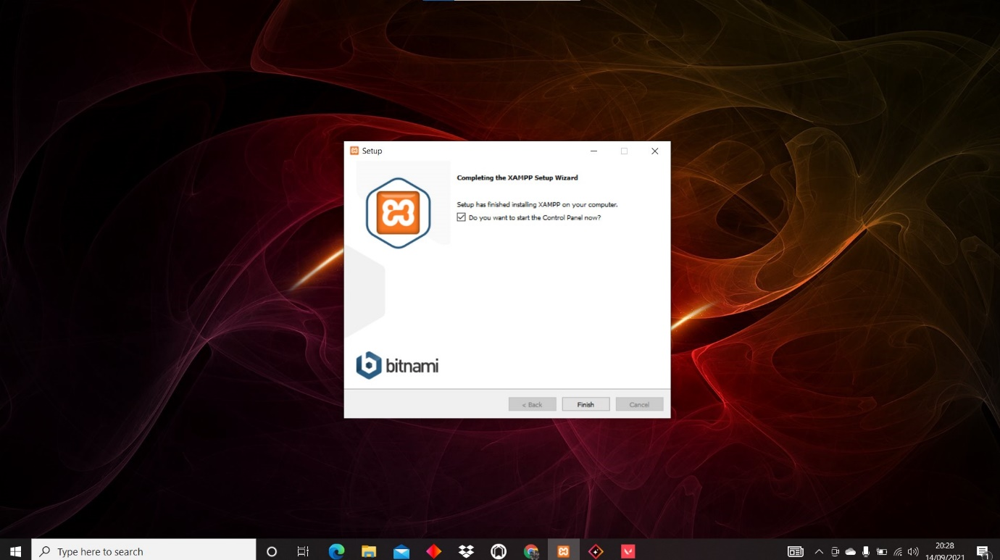 Setup
Completing the XAMPP Setup Wizard
Setup has finished installing XAMPP on your computer.
Do you want to start the Control Panel now?
bitnami
< Back
Finish
Cancel
Type here to search
20:28
14/09/2021
1